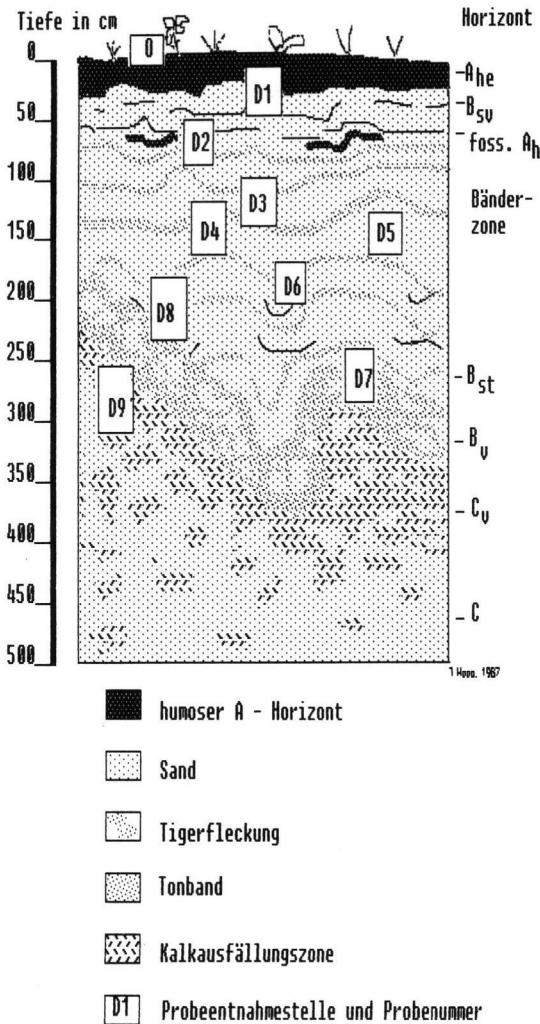 Tiefe in cm
Horizont
0
50
100
150
200
250
300
350
400
450
500
O
D1
D2
D3
D4
D5
D6
D8
D7
D9
Ahe
Bsv
foss. Ah
Bänder-
zone
Bst
Bv
Cv
C
1987
humoser A - Horizont
Sand
Tigerfleckung
Tonband
Kalkausfällungszone
D1 Probeentnahmestelle und Probenummer